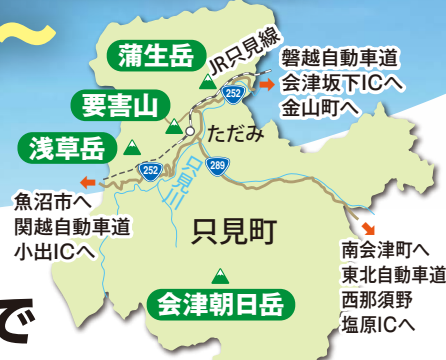 ～
蒲生岳
JR只見線
磐越自動車道
会津坂下ICへ
金山町へ
252
要害山
ただみ
浅草岳
252
只見川
289
魚沼市へ
関越自動車道
小出ICへ
只見町
南会津町へ
東北自動車道
西那須野
塩原ICへ
会津朝日岳
で